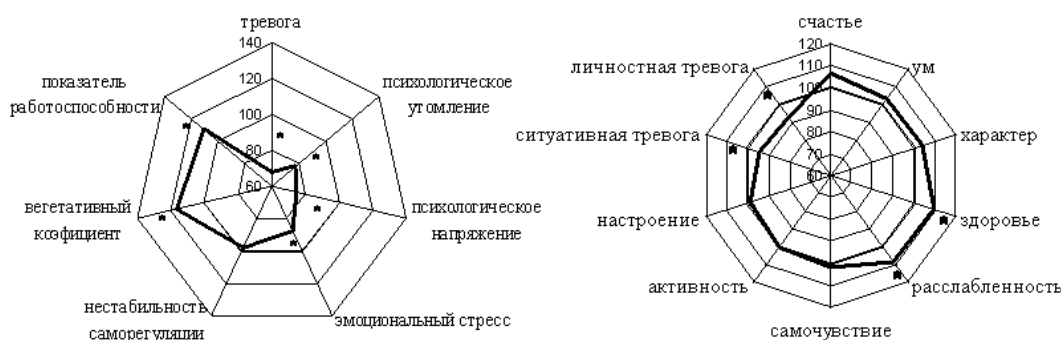 тревога
140
120
100
80
60
показатель
работоспособности
психологическое
утомление
вегетативный
коэфициент
психологическое
напряжение
нестабильность
саморегуляции
эмоциональный стресс
счастье
120
110
100
90
80
70
60
личностная тревога
ум
ситуативная тревога
характер
настроение
здоровье
активность
расслабленность
самочувствие